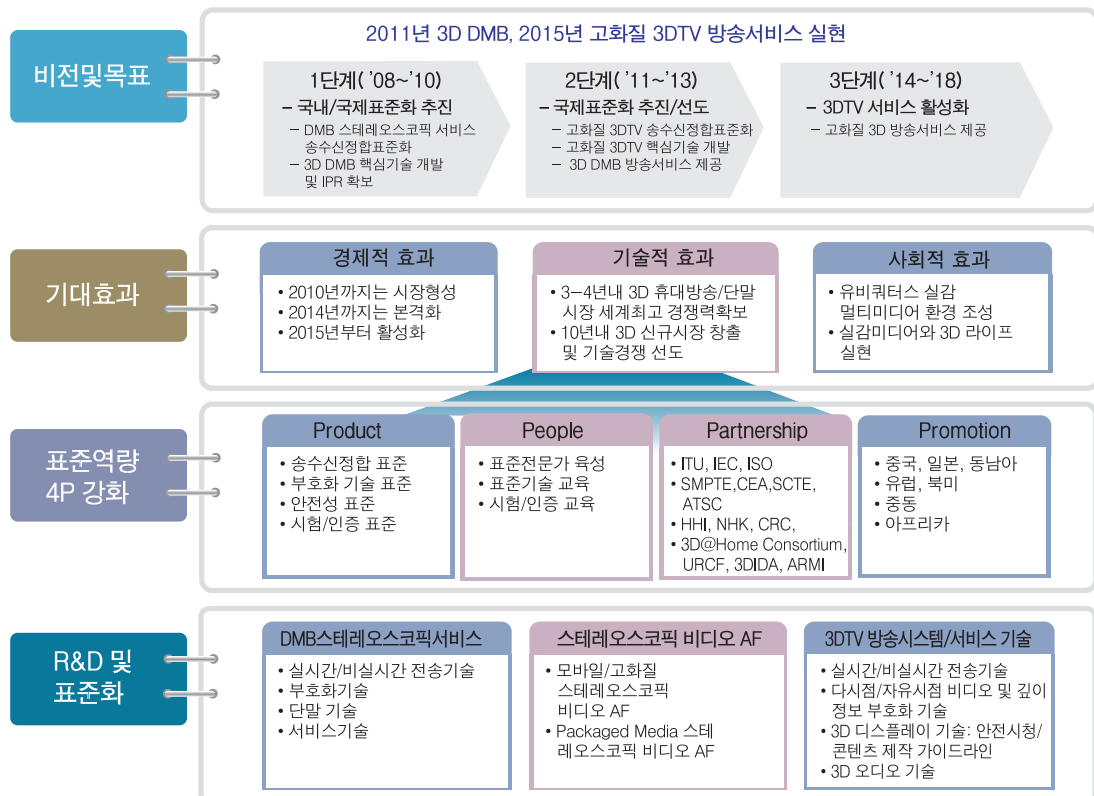 비전및목표
2011년 3D DMB, 2015년 고화질 3DTV 방송서비스 실현
1단계( '08~'10)
– 국내/국제표준화 추진
– DMB 스테레오스코픽 서비스
송수신정합표준화
– 3D DMB 핵심기술 개발
및 IPR 확보
2단계( '11~'13)
– 국제표준화 추진/선도
– 고화질 3DTV 송수신정합표준화
– 고화질 3DTV 핵심기술 개발
– 3D DMB 방송서비스 제공
3단계( '14~'18)
– 3DTV 서비스 활성화
– 고화질 3D 방송서비스 제공
기대효과
경제적 효과
• 2010년까지는 시장형성
• 2014년까지는 본격화
• 2015년부터 활성화
기술적 효과
• 3–4년내 3D 휴대방송/단말
시장 세계최고 경쟁력확보
• 10년내 3D 신규시장 창출
및 기술경쟁 선도
사회적 효과
• 유비쿼터스 실감
멀티미디어 환경 조성
• 실감미디어와 3D 라이프
실현
표준역량
4P 강화
Product
• 송수신정합 표준
• 부호화 기술 표준
• 안전성 표준
• 시험/인증 표준
People
• 표준전문가 육성
• 표준기술 교육
• 시험/인증 교육
Partnership
• ITU, IEC, ISO
• SMPTE,CEA,SCTE,
ATSC
• HHI, NHK, CRC,
• 3D@Home Consortium,
URCF, 3DIDA, ARMI
Promotion
• 중국, 일본, 동남아
• 유럽, 북미
• 중동
• 아프리카
R&D 및
표준화
DMB스테레오스코픽서비스
• 실시간/비실시간 전송기술
• 부호화기술
• 단말 기술
• 서비스기술
스테레오스코픽 비디오 AF
• 모바일/고화질
스테레오스코픽
비디오 AF
• Packaged Media 스테
레오스코픽 비디오 AF
3DTV 방송시스템/서비스 기술
• 실시간/비실시간 전송기술
• 다시점/자유시점 비디오 및 깊이
정보 부호화 기술
• 3D 디스플레이 기술: 안전시청/
콘텐츠 제작 가이드라인
• 3D 오디오 기술